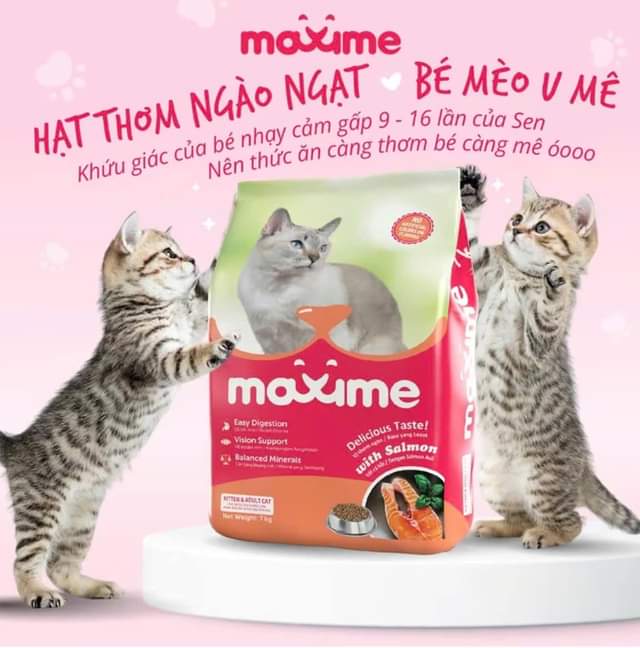 maxime
HẠT THƠM NGÀO NGẠT BÉ MÈO U MÊ
Khứu giác của bé nhạy cảm gấp 9 - 16 lần của Sen
Nên thức ăn càng thơm bé càng mê óooo
NO
ARTIFICIAL
maxime
maxime
Easy Digestion
Vision Support
Balanced Minerals
Delicious Taste!
with Salmon
KITTEN & ADULT CAT
Net Weight: 1 kg